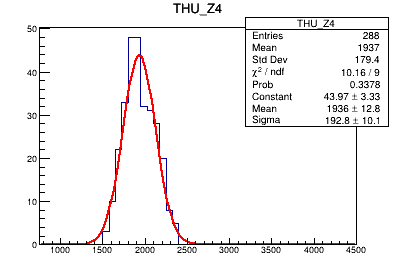 THU_Z4
THU_Z4
Entries 288
Mean 1937
Std Dev 179.4
χ² / ndf 10.16 / 9
Prob 0.3378
Constant 43.97 ± 3.33
Mean 1936 ± 12.8
Sigma 192.8 ± 10.1
50
40
30
20
10
0
1000 1500 2000 2500 3000 3500 4000 4500